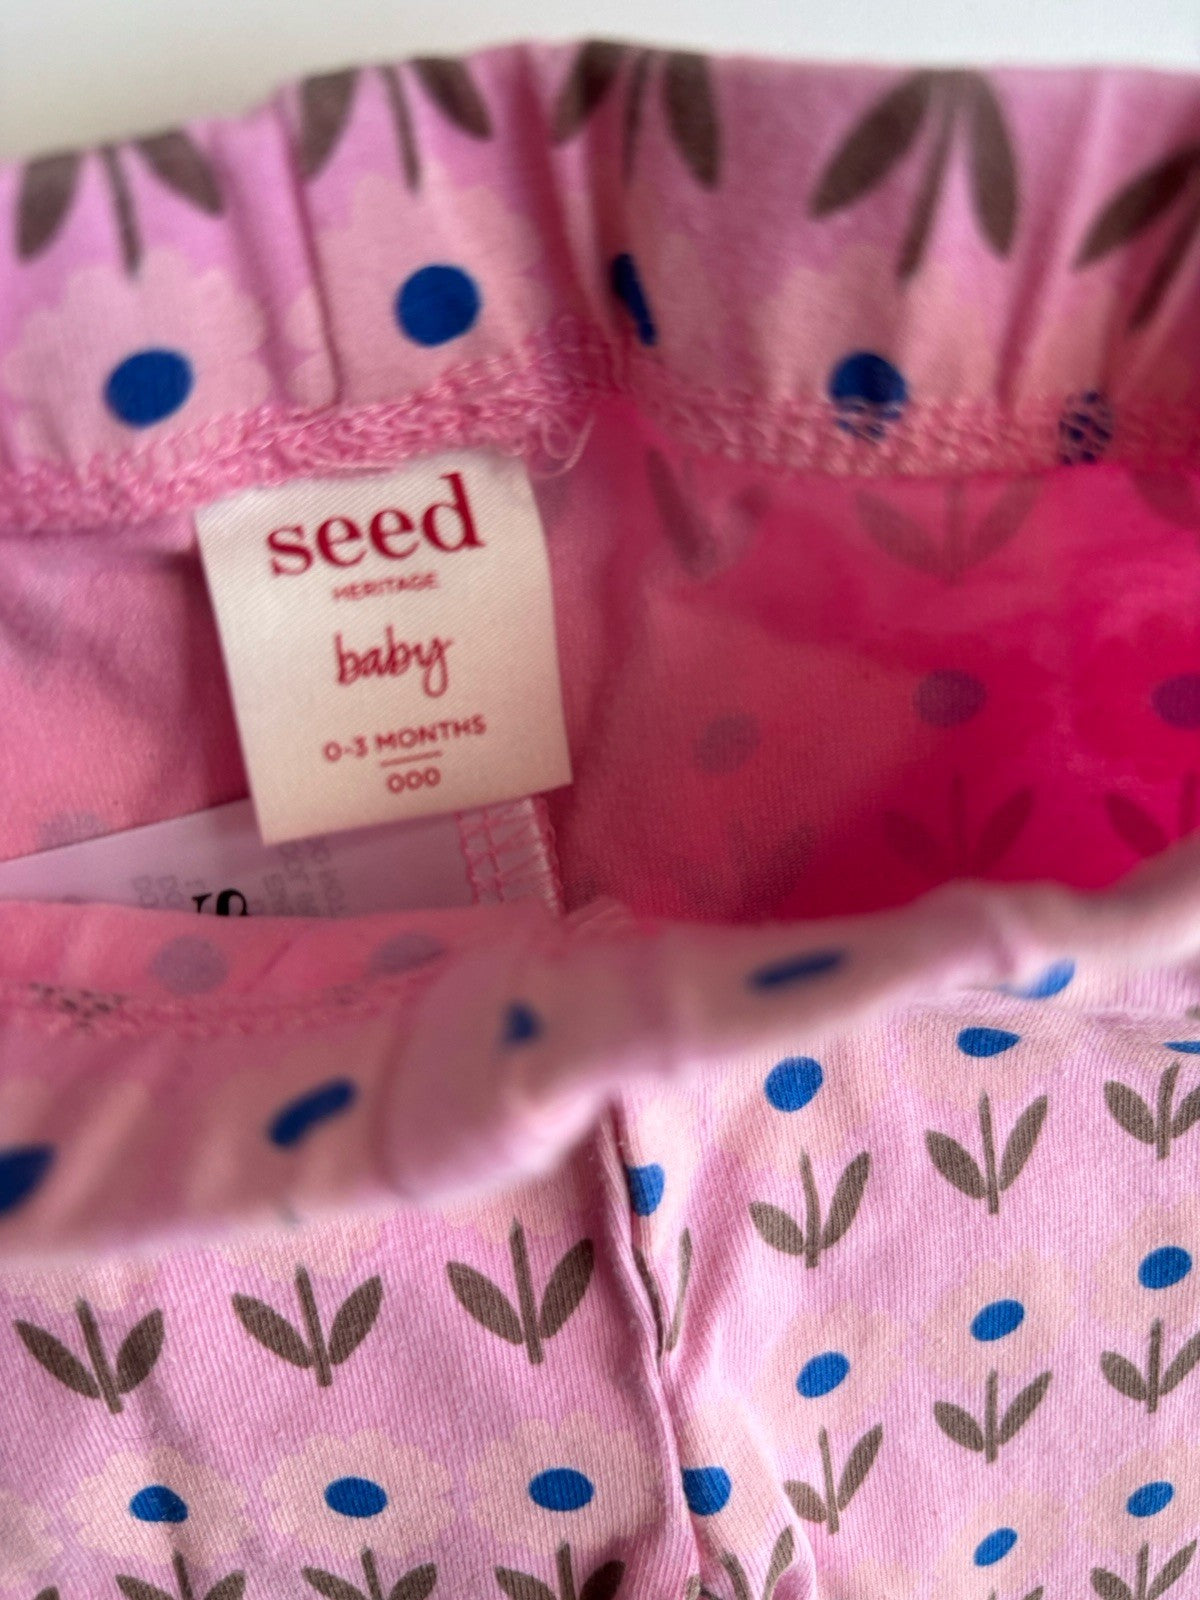 seed
HERITAGE
baby
0-3 MONTHS
000